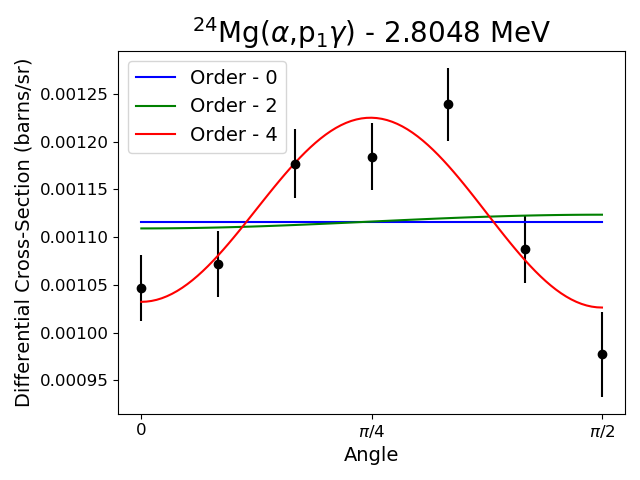 ²⁴Mg(α,p₁γ) - 2.8048 MeV
Order - 0
Order - 2
Order - 4
Differential Cross-Section (barns/sr)
0.00125
0.00120
0.00115
0.00110
0.00105
0.00100
0.00095
0
π/4
π/2
Angle